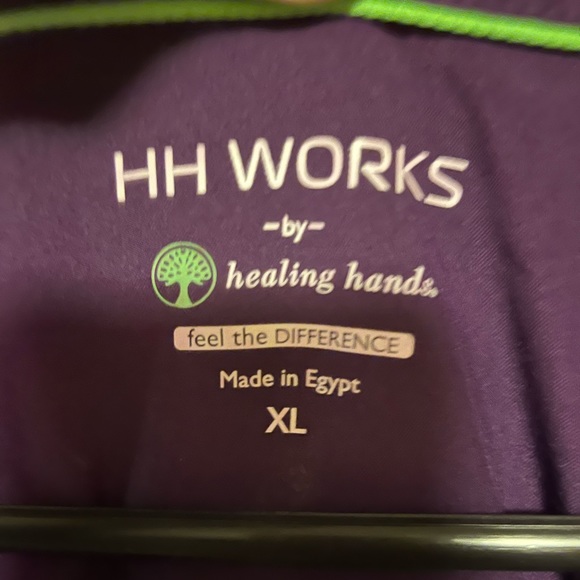 HH WORKS
-by-
healing hands®
feel the DIFFERENCE
Made in Egypt
XL